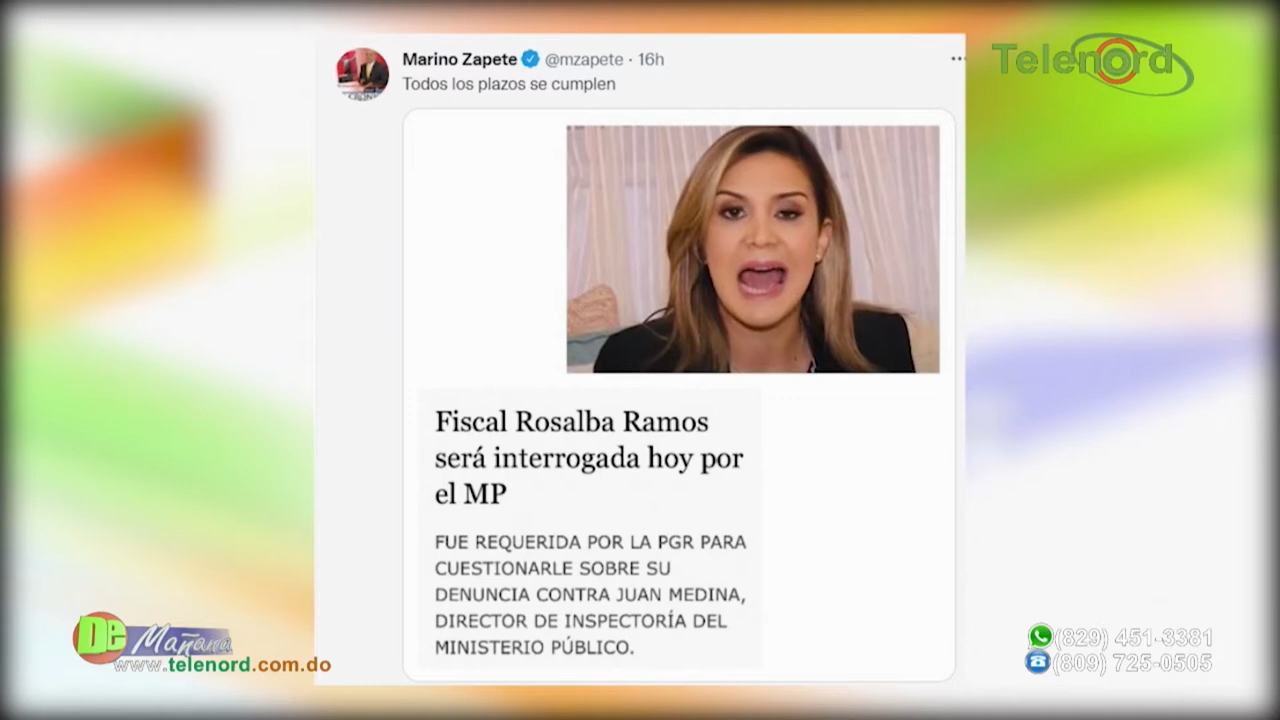 Marino Zapete @mzapete · 16h
Todos los plazos se cumplen
Telenord
Fiscal Rosalba Ramos
será interrogada hoy por
el MP
FUE REQUERIDA POR LA PGR PARA
CUESTIONARLE SOBRE SU
DENUNCIA CONTRA JUAN MEDINA,
DIRECTOR DE INSPECTORÍA DEL
MINISTERIO PÚBLICO.
De Mañana
www.telenord.com.do
(829) 451-3381
(809) 725-0505